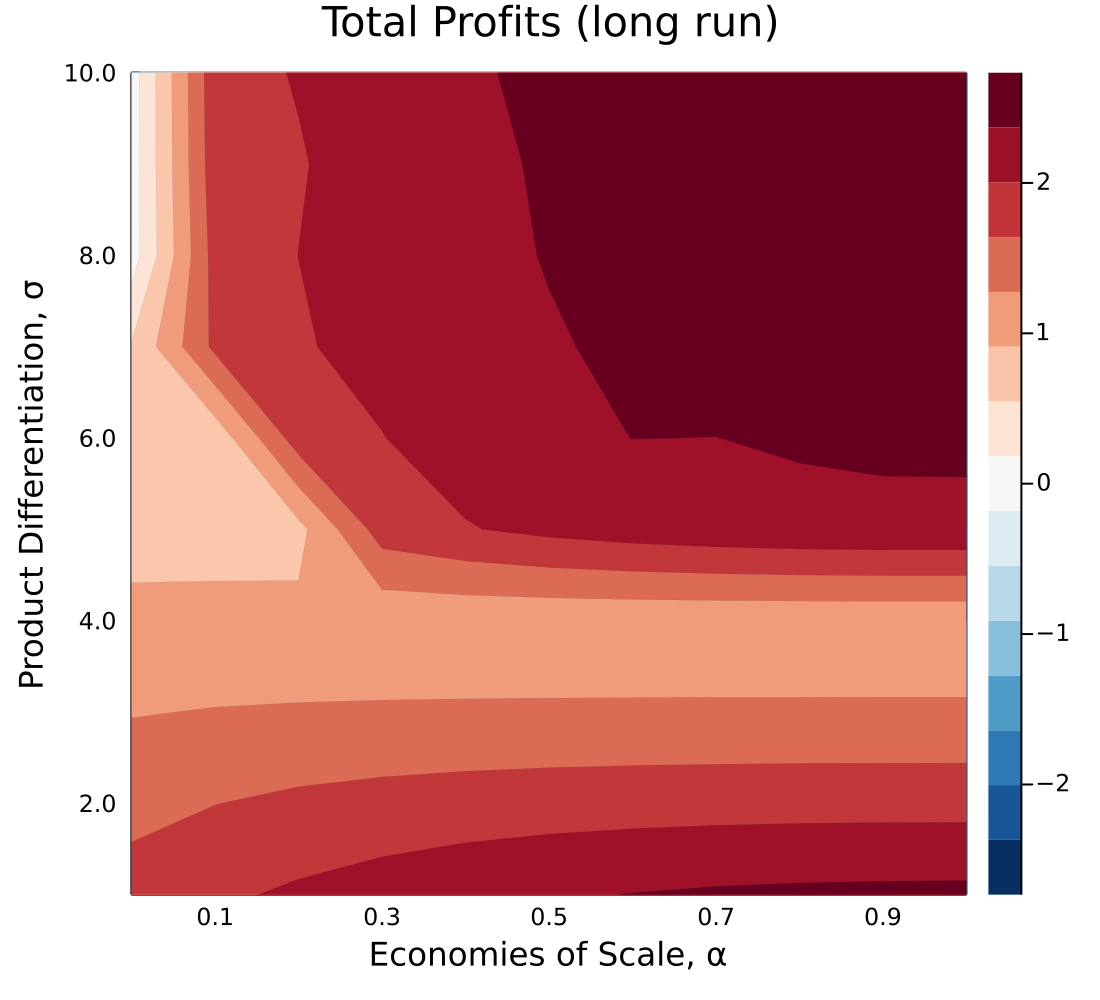 Total Profits (long run)
Product Differentiation, σ
10.0
8.0
6.0
4.0
2.0
0.1 0.3 0.5 0.7 0.9
Economies of Scale, α
2
1
0
−1
−2